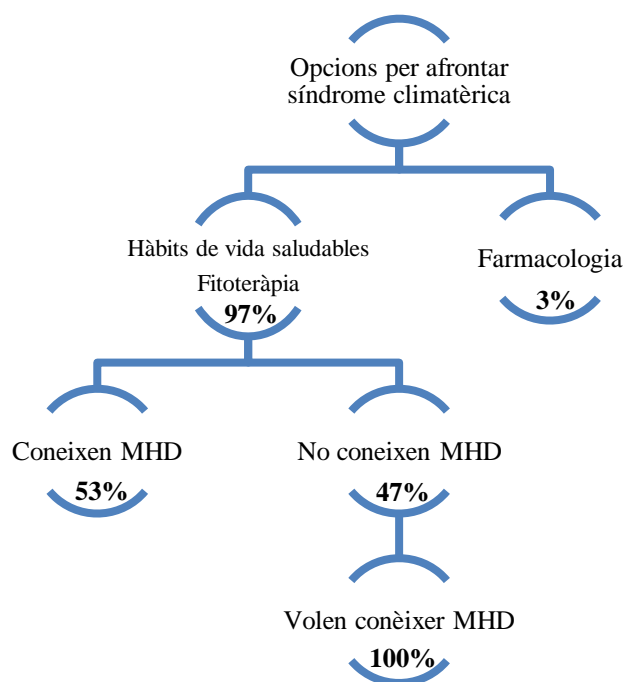 Opcions per afrontar
síndrome climatèrica
Hàbits de vida saludables
Fitoteràpia
97%
Farmacologia
3%
Coneixen MHD
53%
No coneixen MHD
47%
Volen conèixer MHD
100%